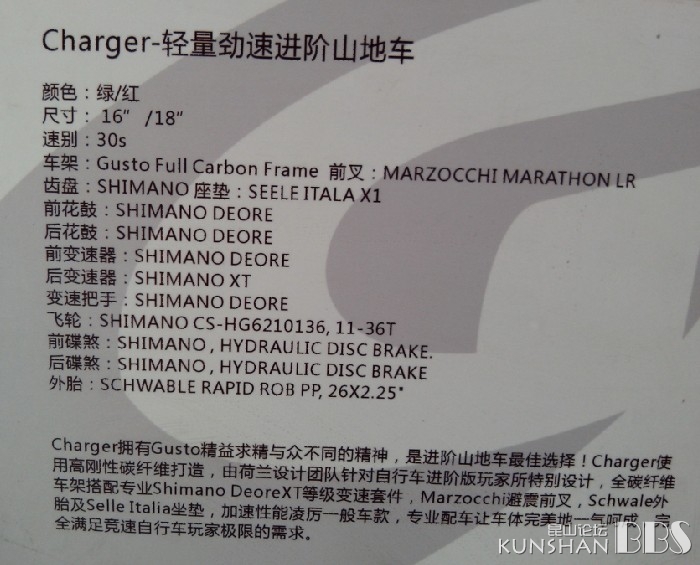 Charger-轻量劲速进阶山地车
颜色：绿/红
尺寸： 16” /18“
速别：30s
车架：Gusto Full Carbon Frame 前叉：MARZOCCHI MARATHON LR
齿盘：SHIMANO 座垫：SEELE ITALA X1
前花鼓：SHIMANO DEORE
后花鼓：SHIMANO DEORE
前变速器：SHIMANO DEORE
后变速器：SHIMANO XT
变速把手：SHIMANO DEORE
飞轮：SHIMANO CS-HG6210136, 11-36T
前碟煞：SHIMANO , HYDRAULIC DISC BRAKE.
后碟煞：SHIMANO, HYDRAULIC DISC BRAKE
外胎：SCHWABLE RAPID ROB PP, 26X2.25"
Charger拥有Gusto精益求精与众不同的精神，是进阶山地车最佳选择！Charger使
用高刚性碳纤维打造，由荷兰设计团队针对自行车进阶版玩家所特别设计，全碳纤维
车架搭配专业Shimano DeoreXT等级变速套件，Marzocchi避震前叉，Schwale外
胎及Selle Italia坐垫，加速性能凌厉一般车款，专业配车让车体完美地一气呵成，完
全满足竞速自行车玩家极限的需求。
昆山论坛
KUNSHAN BBS